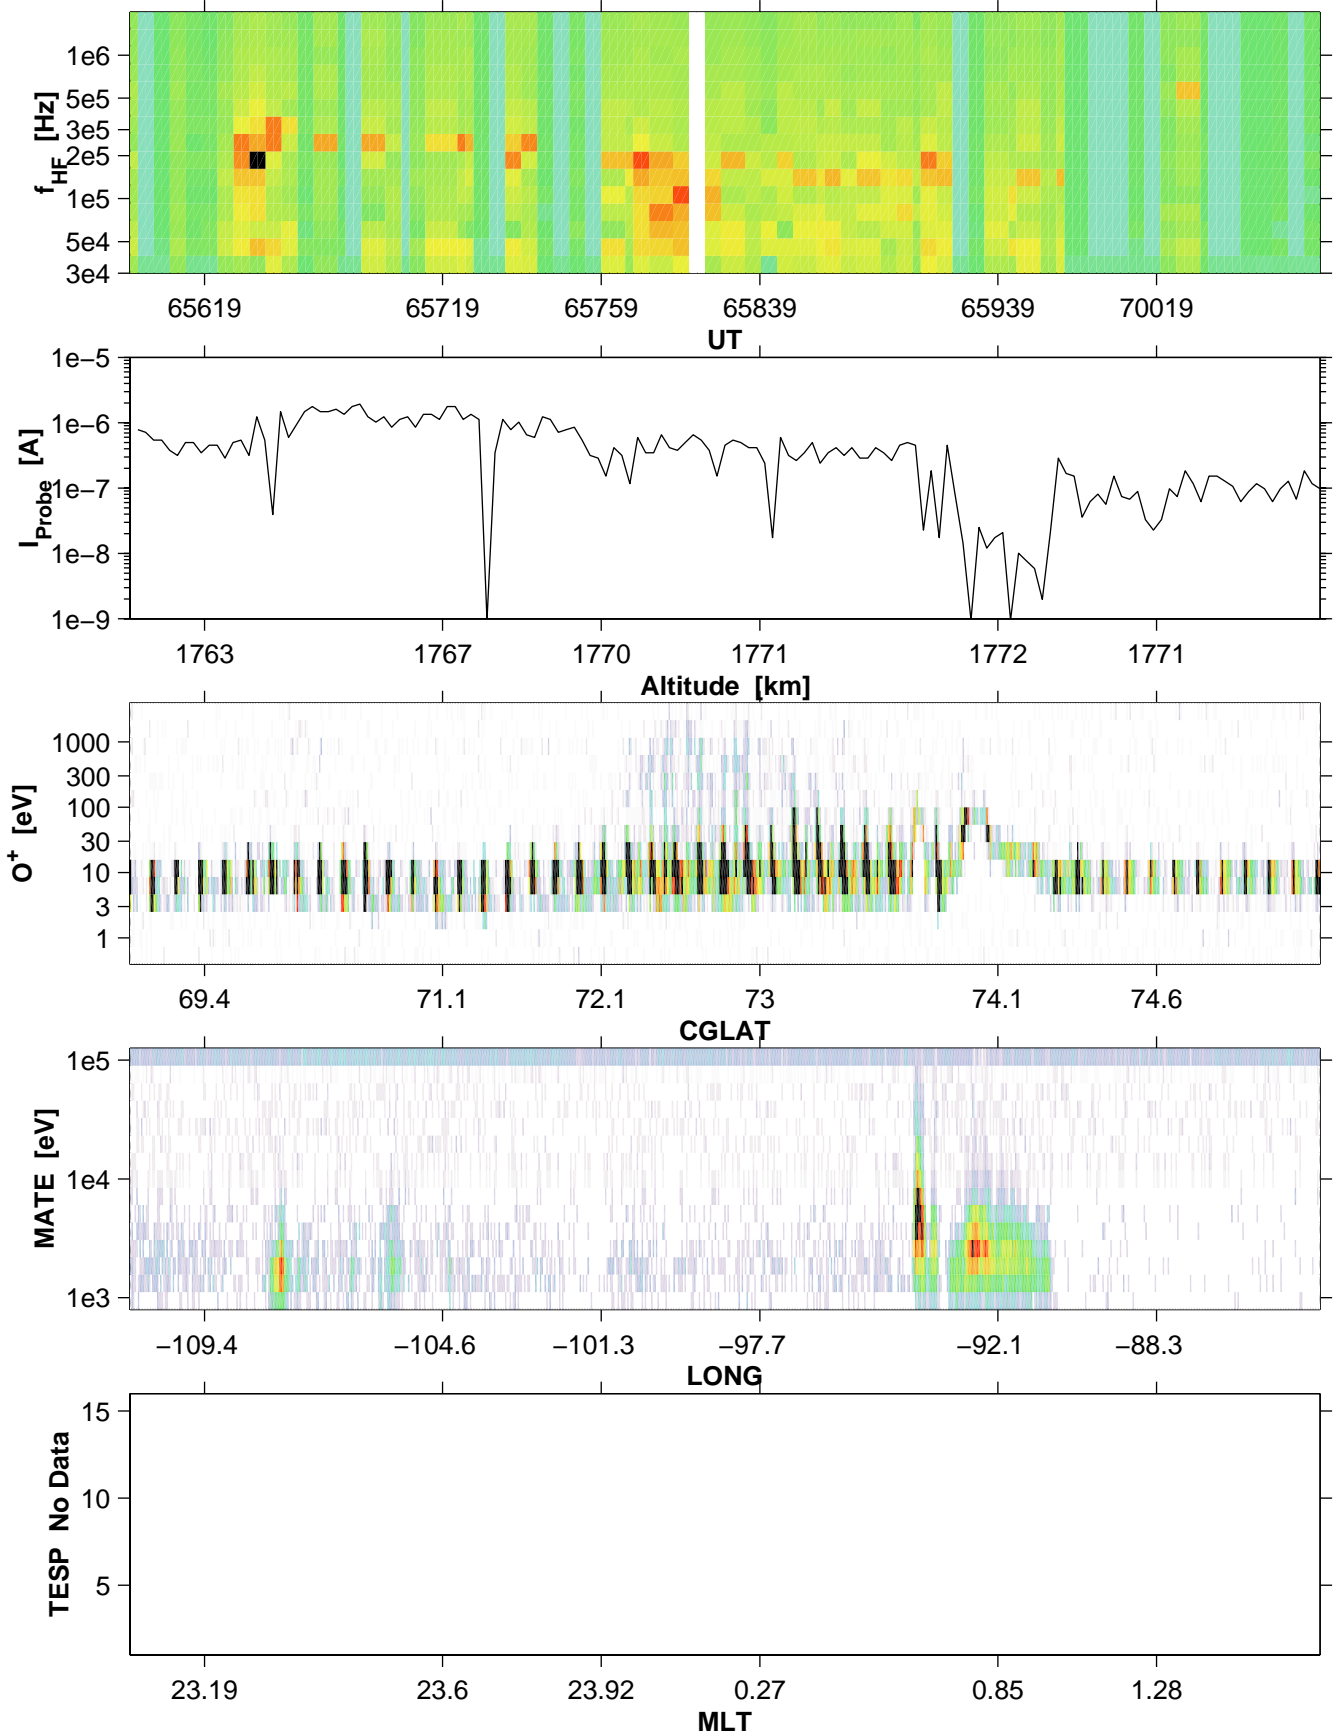 f_HF [Hz]
1e6
5e5
3e5
2e5
1e5
5e4
3e4
65619 65719 65759 65839 65939 70019
UT
I_Probe [A]
1e−5
1e−6
1e−7
1e−8
1e−9
1763 1767 1770 1771 1772 1771
Altitude [km]
O+ [eV]
1000
300
100
30
10
3
1
69.4 71.1 72.1 73 74.1 74.6
CGLAT
MATE [eV]
1e5
1e4
1e3
−109.4 −104.6 −101.3 −97.7 −92.1 −88.3
LONG
TESP No Data
15
10
5
23.19 23.6 23.92 0.27 0.85 1.28
MLT